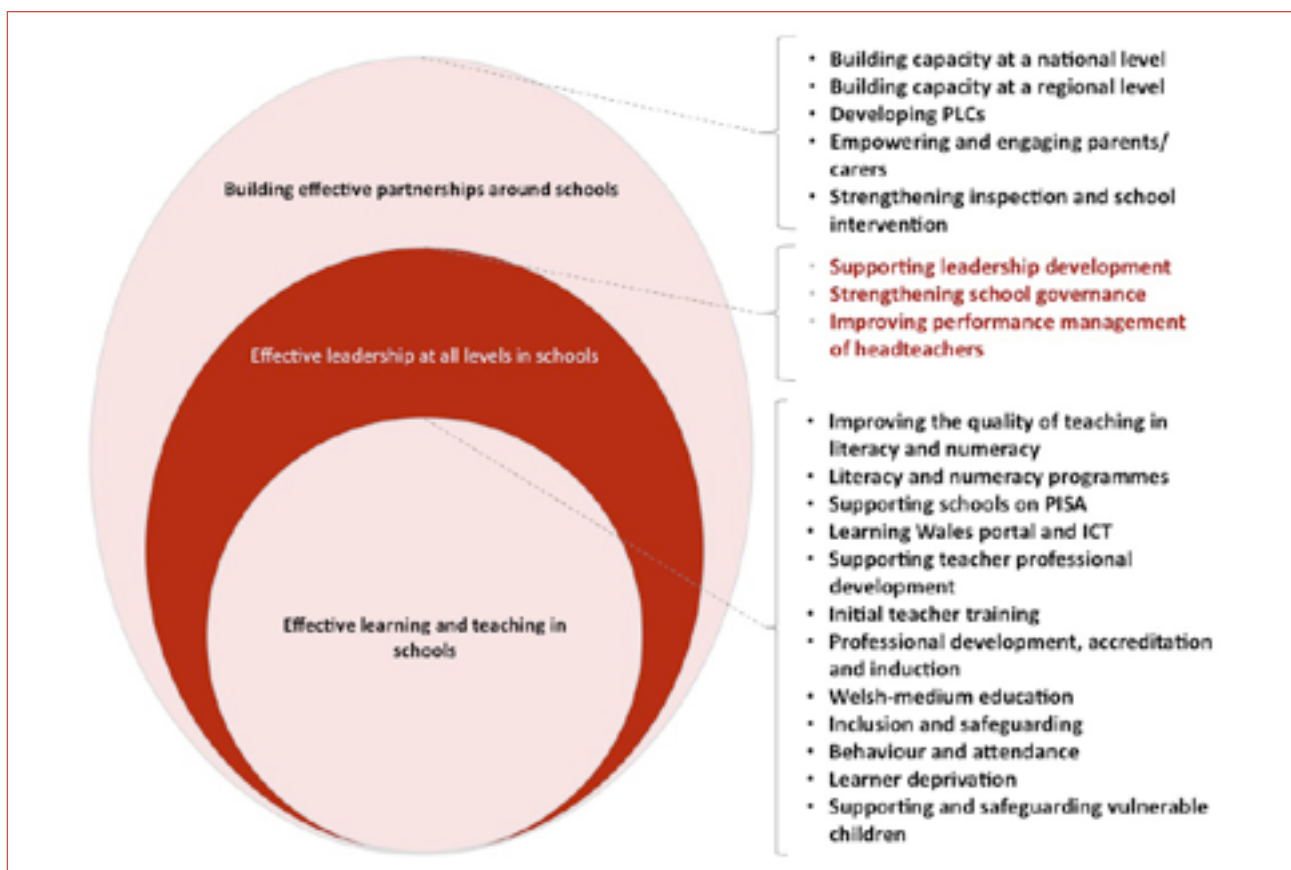 Building effective partnerships around schools
Effective leadership at all levels in schools
Effective learning and teaching in
schools
• Building capacity at a national level
• Building capacity at a regional level
• Developing PLCs
• Empowering and engaging parents/
carers
• Strengthening inspection and school
intervention
• Supporting leadership development
• Strengthening school governance
• Improving performance management
of headteachers
• Improving the quality of teaching in
literacy and numeracy
• Literacy and numeracy programmes
• Supporting schools on PISA
• Learning Wales portal and ICT
• Supporting teacher professional
development
• Initial teacher training
• Professional development, accreditation
and induction
• Welsh-medium education
• Inclusion and safeguarding
• Behaviour and attendance
• Learner deprivation
• Supporting and safeguarding vulnerable
children